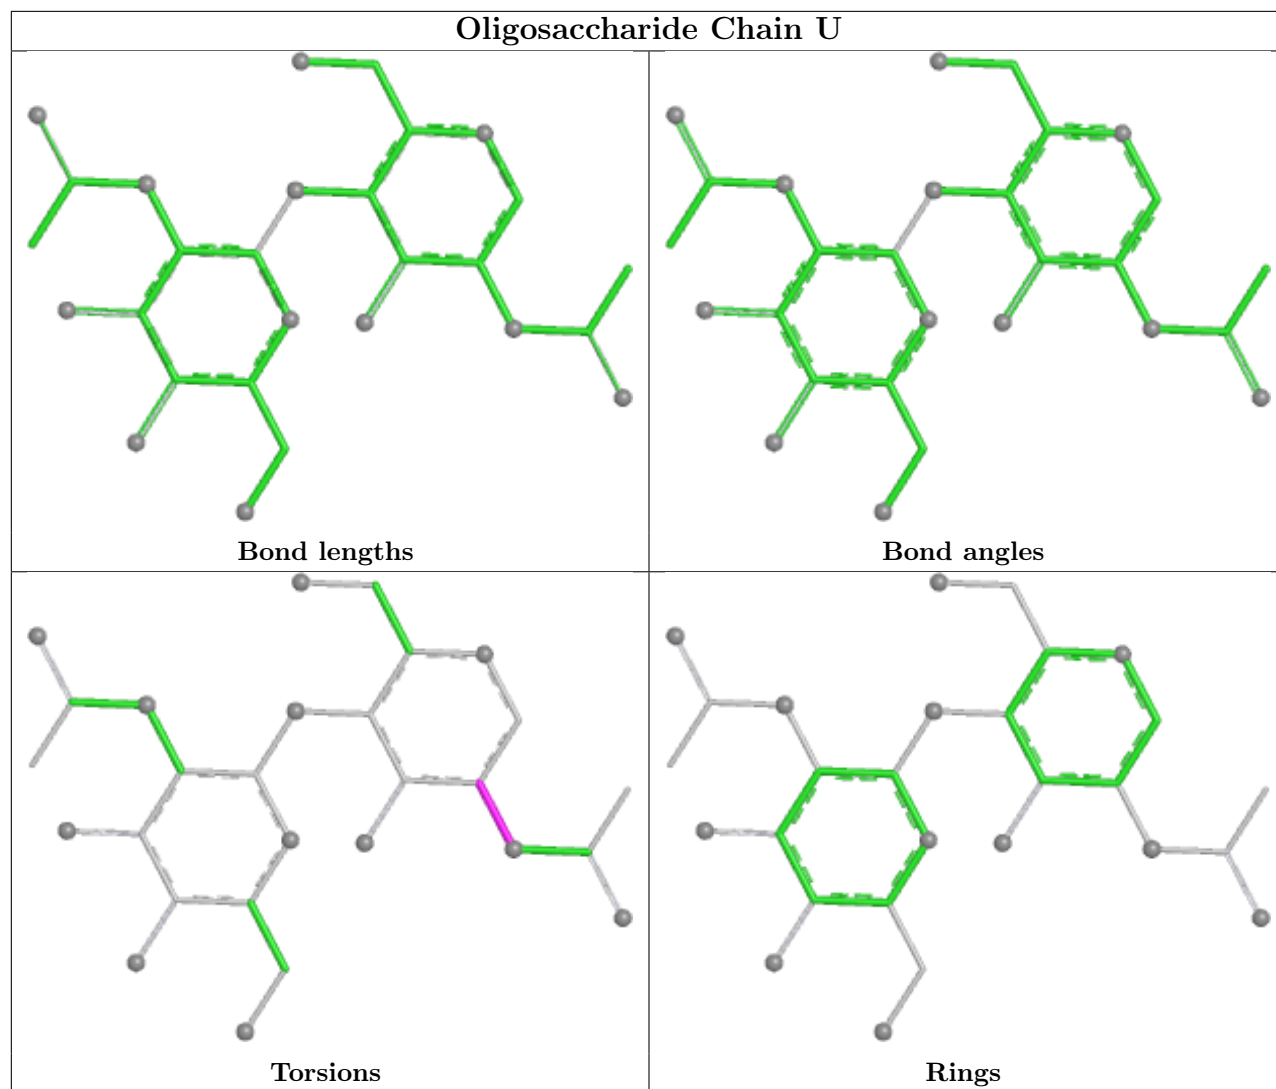 Oligosaccharide Chain U
Bond lengths
Bond angles
Torsions
Rings